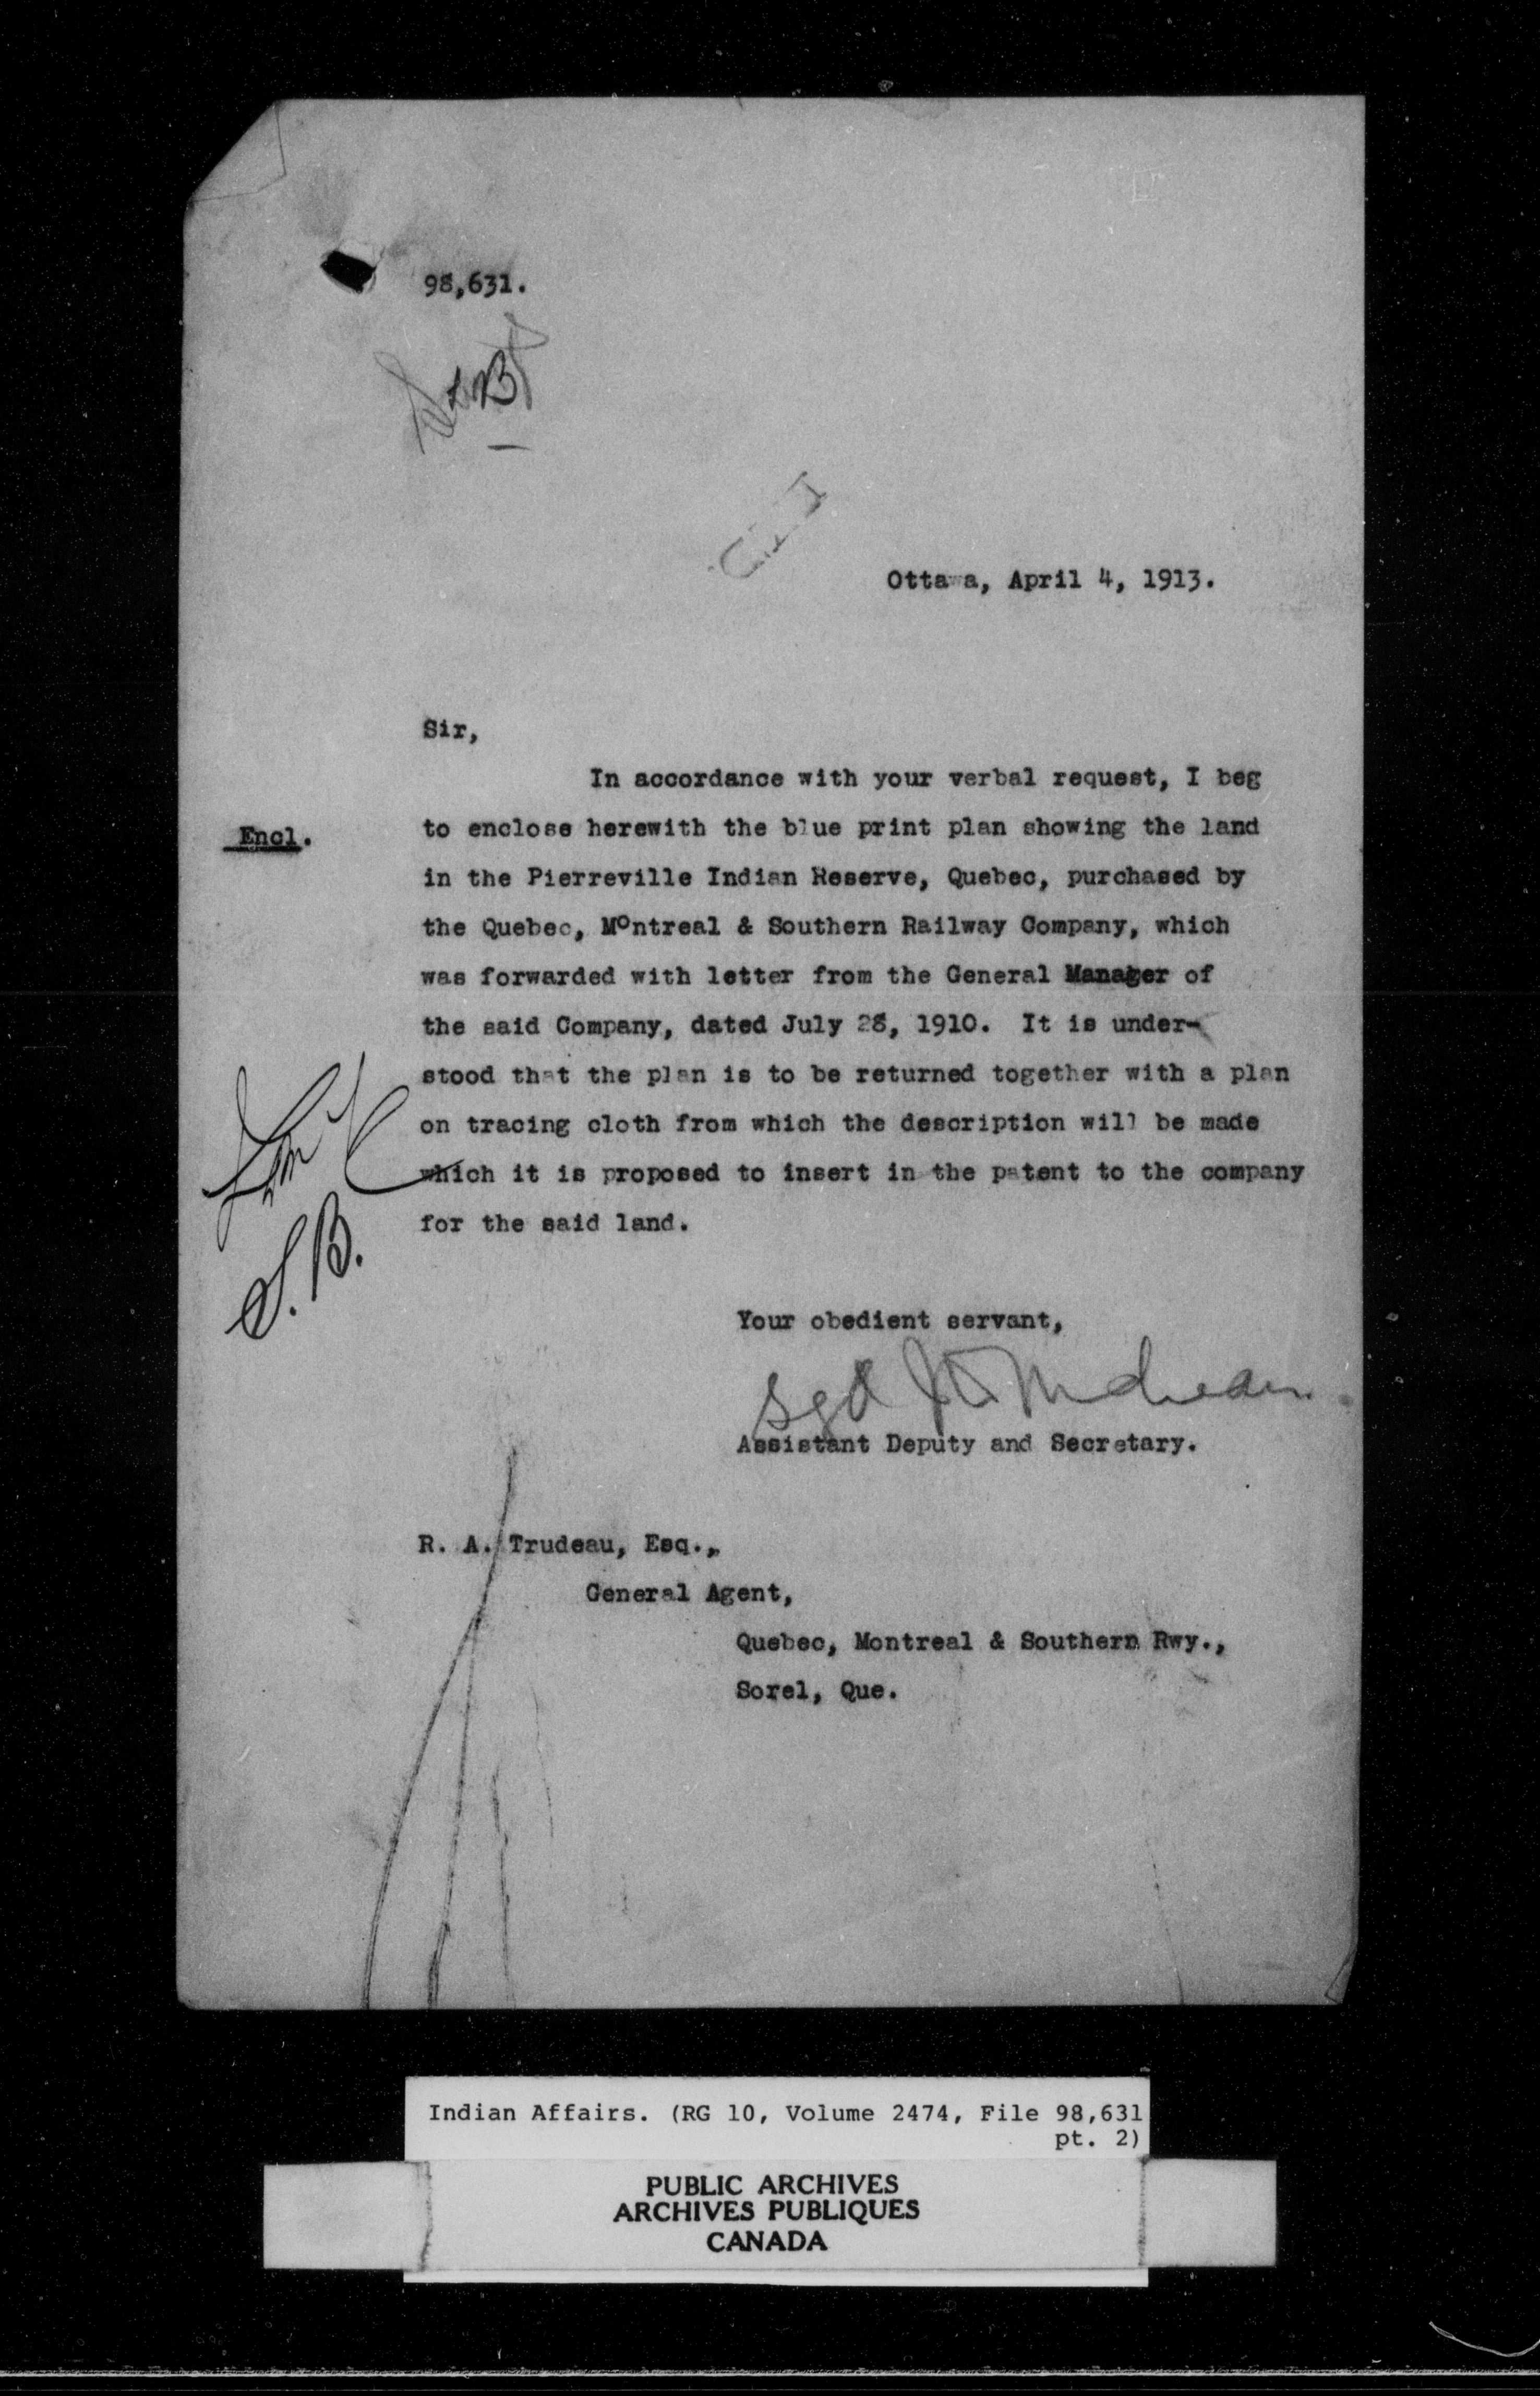 98,631.
Ottawa, April 4, 1913.
Sir,
In accordance with your verbal request, I beg
Encl.
to enclose herewith the blue print plan showing the land
in the Pierreville Indian Reserve, Quebec, purchased by
the Quebec, Montreal & Southern Railway Company, which
was forwarded with letter from the General Manager of
the said Company, dated July 28, 1910. It is under-
stood that the plan is to be returned together with a plan
on tracing cloth from which the description will be made
which it is proposed to insert in the patent to the company
for the said land.
S.B.
Your obedient servant,
Sgd
Assistant Deputy and Secretary.
R. A. Trudeau, Esq.,
General Agent,
Quebec, Montreal & Southern Rwy.,
Sorel, Que.
Indian Affairs. (RG 10, Volume 2474, File 98,631
pt. 2)
PUBLIC ARCHIVES
ARCHIVES PUBLIQUES
CANADA